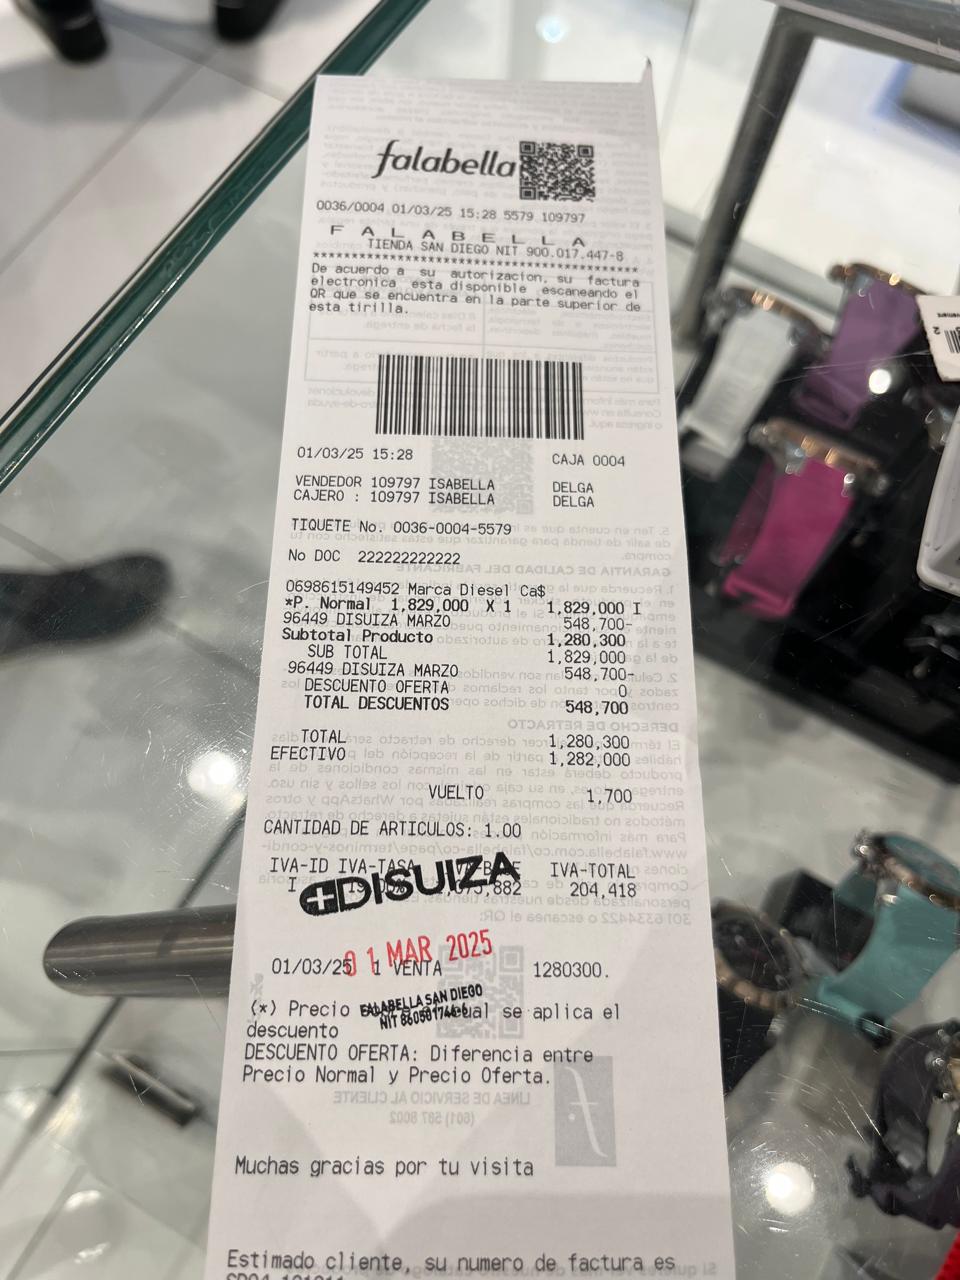 falabella
0036/0004 01/03/25 15:28 5579 109797
F A L A B E L L A
TIENDA SAN DIEGO NIT 900.017.447-8
****************************************
De acuerdo a su autorizacion, su factura
electronica esta disponible escaneando el
QR que se encuentra en la parte superior de
esta tirilla.
01/03/25 15:28 CAJA 0004
VENDEDOR 109797 ISABELLA DELGA
CAJERO : 109797 ISABELLA DELGA
TIQUETE No. 0036-0004-5579
No DOC 222222222222
0698615149452 Marca Diesel Ca$
*P. Normal 1,829,000 X 1 1,829,000 I
96449 DISUIZA MARZO 548,700-
Subtotal Producto 1,280,300
SUB TOTAL 1,829,000
96449 DISUIZA MARZO 548,700-
DESCUENTO OFERTA 0
TOTAL DESCUENTOS 548,700
TOTAL 1,280,300
EFECTIVO 1,282,000
VUELTO 1,700
CANTIDAD DE ARTICULOS: 1.00
IVA-ID IVA-TASA IVA-TOTAL
I 204,418
DISUIZA
01 MAR 2025
01/03/25 1 VENTA 1280300.
FALABELLA SAN DIEGO
(*) Precio se aplica el
descuento
DESCUENTO OFERTA: Diferencia entre
Precio Normal y Precio Oferta.
Muchas gracias por tu visita
Estimado cliente, su numero de factura es